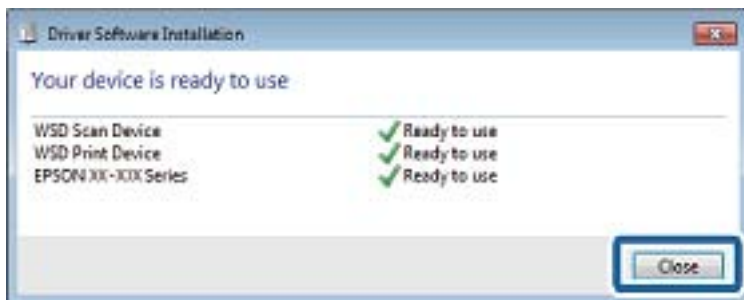 Driver Software Installation
Your device is ready to use
WSD Scan Device Ready to use
WSD Print Device Ready to use
EPSON XX-XXX Series Ready to use
Close